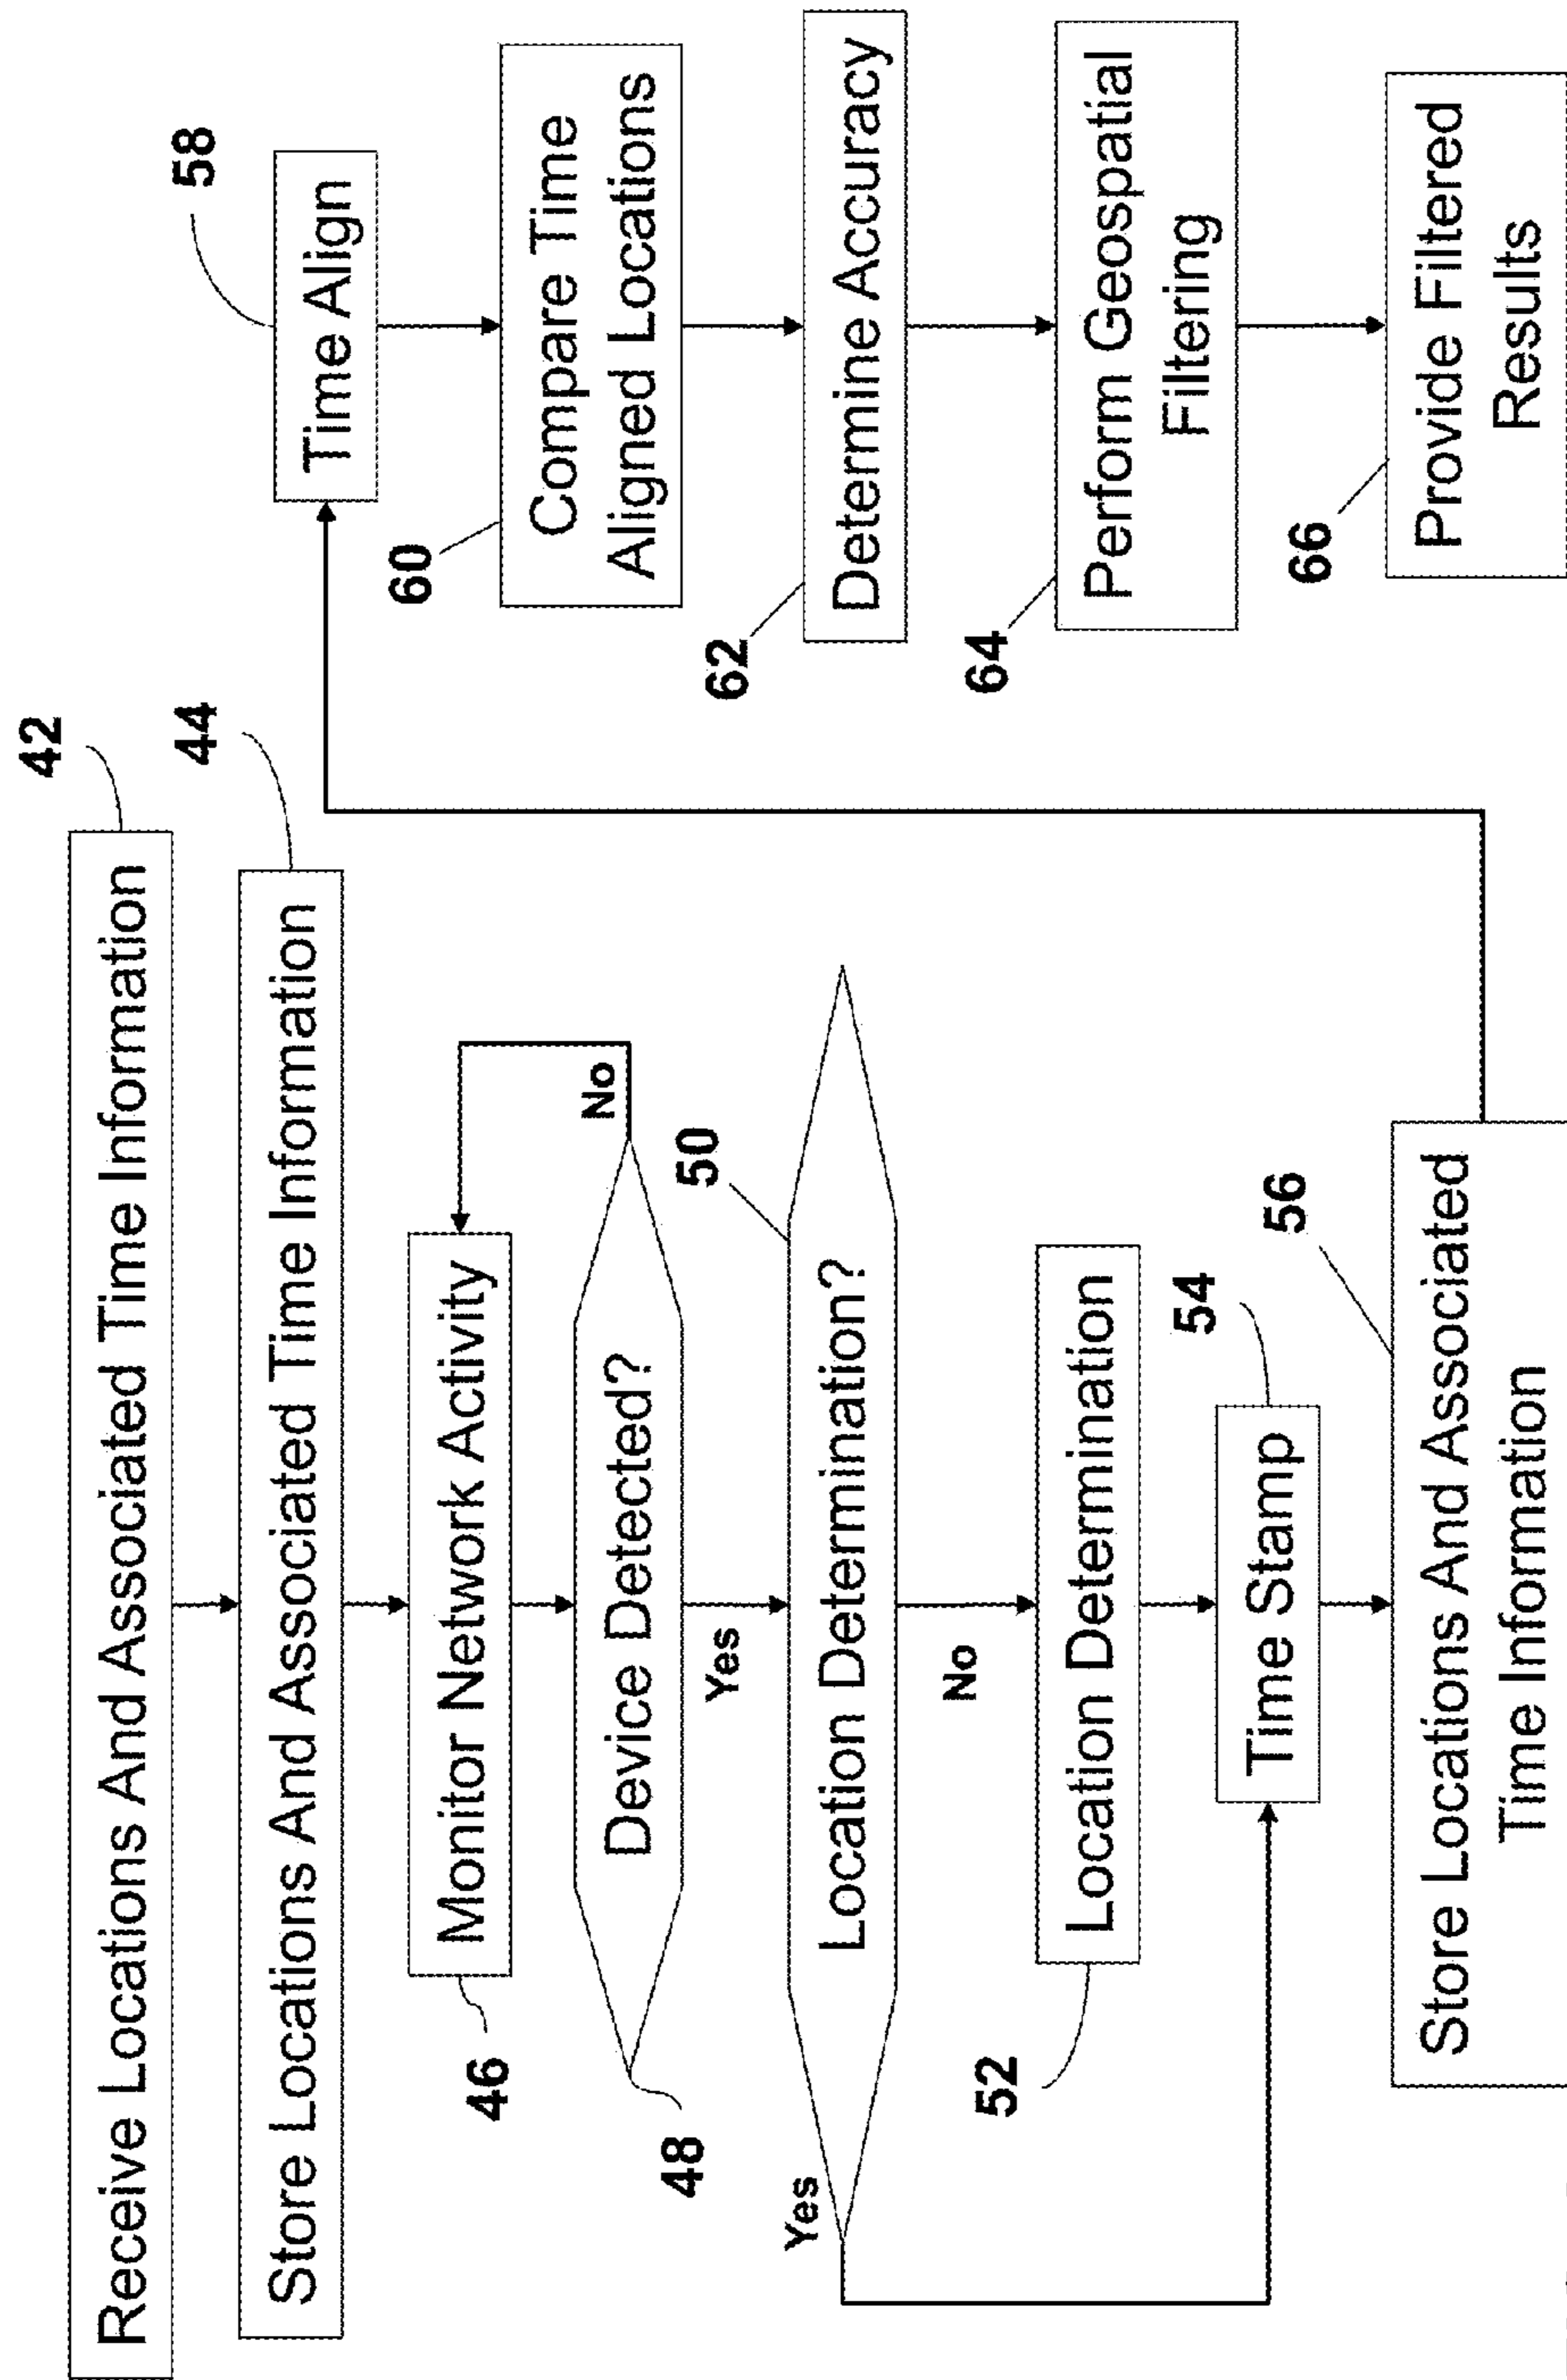 42
Receive Locations And Associated Time Information
44
Store Locations And Associated Time Information
46
Monitor Network Activity
No
48
Device Detected?
Yes
50
Yes
Location Determination?
No
52
Location Determination
54
Time Stamp
56
Store Locations And Associated
Time Information
58
Time Align
60
Compare Time
Aligned Locations
62
Determine Accuracy
64
Perform Geospatial
Filtering
66
Provide Filtered
Results